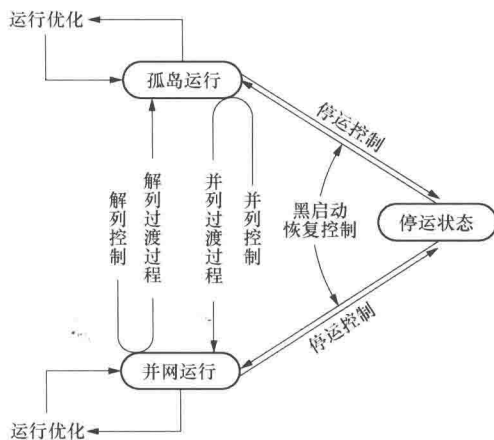 运行优化
孤岛运行
停运控制
解列控制
解列过渡过程
并列过渡过程
并列控制
黑启动
恢复控制
停运状态
停运控制
并网运行
运行优化